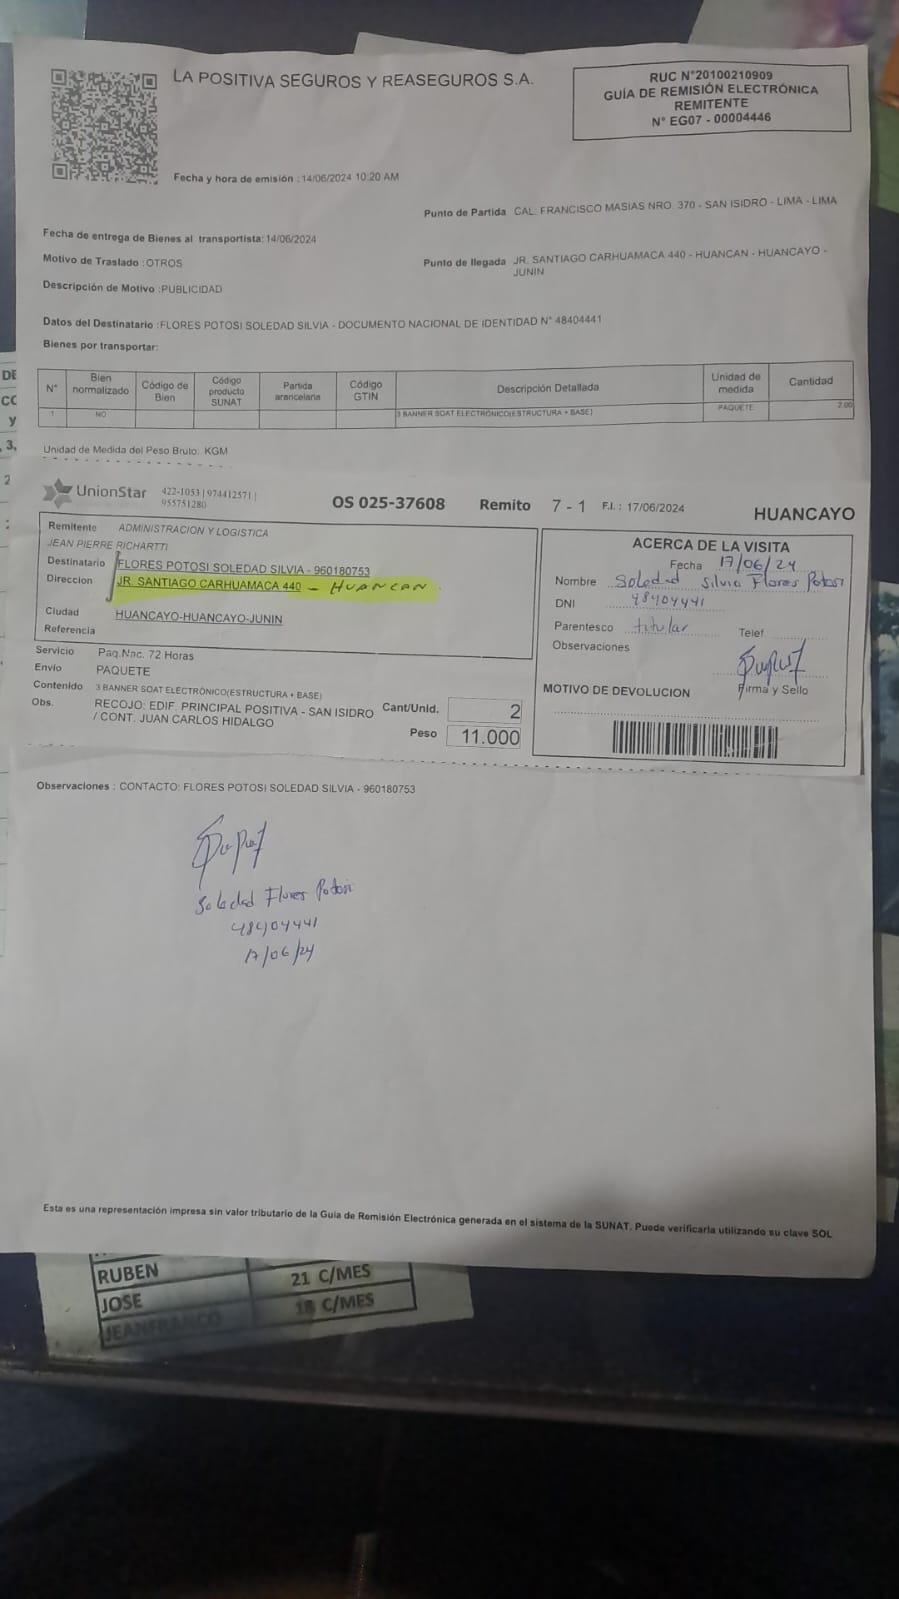 LA POSITIVA SEGUROS Y REASEGUROS S.A.
RUC N°20100210909
GUÍA DE REMISIÓN ELECTRÓNICA
REMITENTE
N° EG07 - 00004446
Fecha y hora de emisión : 14/06/2024 10:20 AM
Punto de Partida CAL. FRANCISCO MASIAS NRO. 370 - SAN ISIDRO - LIMA - LIMA
Fecha de entrega de Bienes al transportista: 14/06/2024
Motivo de Traslado : OTROS
Punto de llegada JR. SANTIAGO CARHUAMACA 440 - HUANCAN - HUANCAYO -
JUNIN
Descripción de Motivo : PUBLICIDAD
Datos del Destinatario : FLORES POTOSI SOLEDAD SILVIA - DOCUMENTO NACIONAL DE IDENTIDAD N° 48404441
Bienes por transportar:
N° Bien normalizado Código de Bien Código producto SUNAT Partida arancelaria Código GTIN Descripción Detallada Unidad de medida Cantidad
1 NO 3 BANNER SOAT ELECTRÓNICO(ESTRUCTURA + BASE) PAQUETE 2.00
Unidad de Medida del Peso Bruto: KGM
UnionStar 422-1053 | 974412571 |
955751280
OS 025-37608 Remito 7 - 1 F.I. : 17/06/2024 HUANCAYO
Remitente ADMINISTRACION Y LOGISTICA
JEAN PIERRE RICHARTTI
Destinatario FLORES POTOSI SOLEDAD SILVIA - 960180753
Direccion JR. SANTIAGO CARHUAMACA 440 - HUANCAN
Ciudad HUANCAYO-HUANCAYO-JUNIN
Referencia
Servicio Paq.Nac. 72 Horas
Envío PAQUETE
Contenido 3 BANNER SOAT ELECTRÓNICO(ESTRUCTURA + BASE)
Obs. RECOJO: EDIF. PRINCIPAL POSITIVA - SAN ISIDRO
/ CONT. JUAN CARLOS HIDALGO
Cant/Unid. 2
Peso 11.000
ACERCA DE LA VISITA
Fecha 17/06/24
Nombre Soledad Silvia Flores Potosi
DNI 48404441
Parentesco titular Telef.
Observaciones
Firma y Sello
MOTIVO DE DEVOLUCION
Observaciones : CONTACTO: FLORES POTOSI SOLEDAD SILVIA - 960180753
Soledad Flores Potosi
48404441
17/06/24
Esta es una representación impresa sin valor tributario de la Guía de Remisión Electrónica generada en el sistema de la SUNAT. Puede verificarla utilizando su clave SOL
RUBEN 21 C/MES
JOSE 18 C/MES
JEANFRANCO